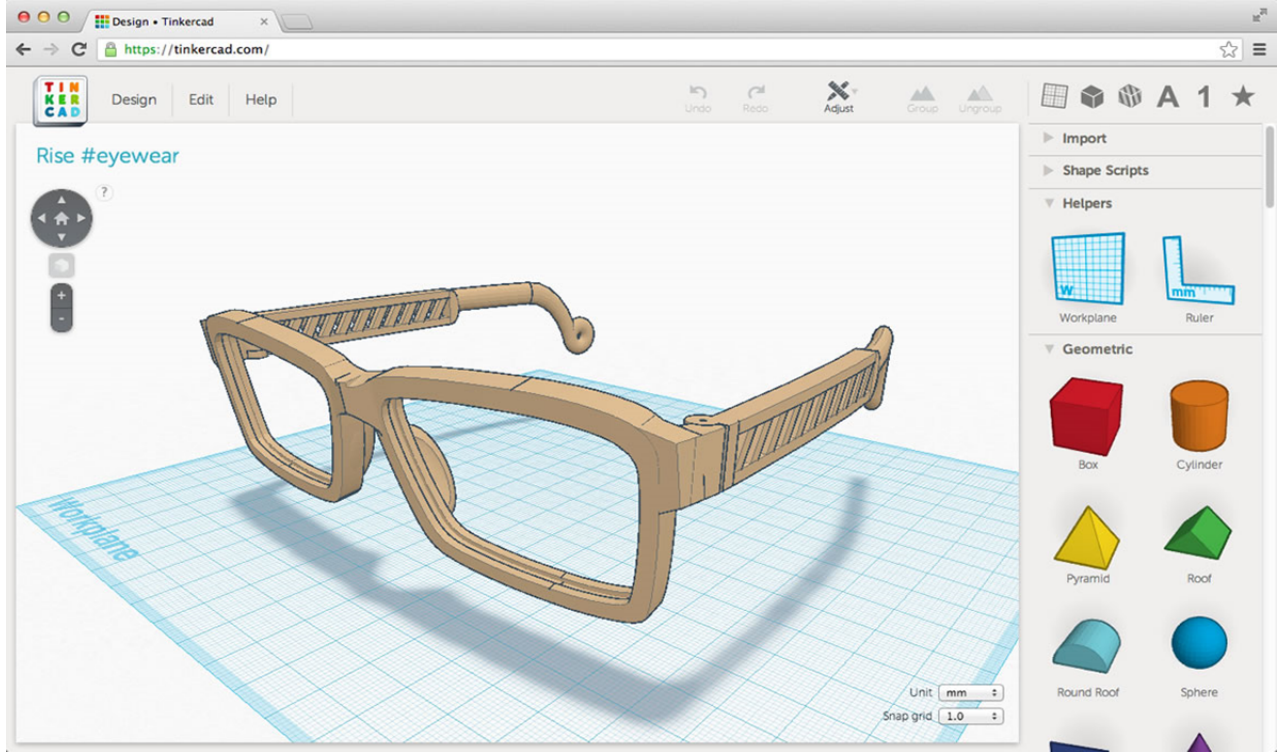 Design • Tinkercad
https://tinkercad.com/
TIN
KER
CAD
Design Edit Help
Undo Redo Adjust Group Ungroup
A 1
Rise #eyewear
?
+
-
Workplane
Unit mm
Snap grid 1.0
Import
Shape Scripts
Helpers
W
mm
Workplane Ruler
Geometric
Box Cylinder
Pyramid Roof
Round Roof Sphere